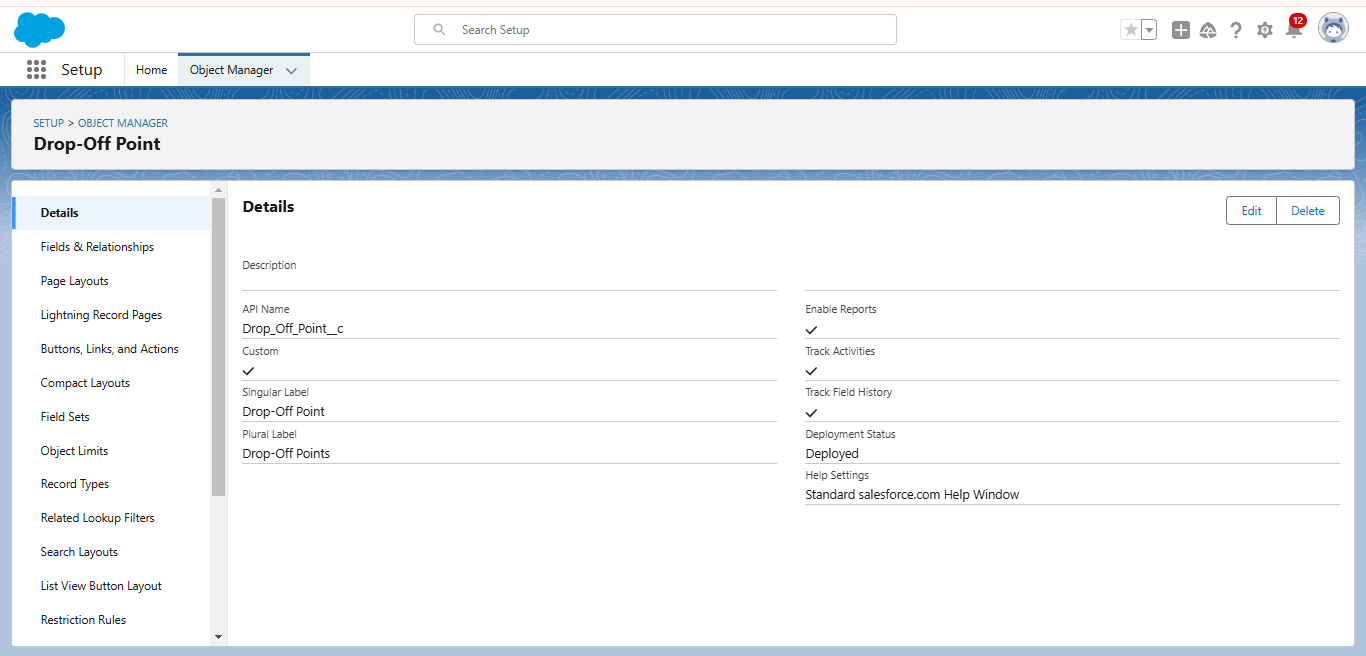 Search Setup
12
Setup
Home
Object Manager
SETUP > OBJECT MANAGER
Drop-Off Point
Details
Fields & Relationships
Page Layouts
Lightning Record Pages
Buttons, Links, and Actions
Compact Layouts
Field Sets
Object Limits
Record Types
Related Lookup Filters
Search Layouts
List View Button Layout
Restriction Rules
Details
Edit
Delete
Description
API Name
Drop_Off_Point__c
Custom
Singular Label
Drop-Off Point
Plural Label
Drop-Off Points
Enable Reports
Track Activities
Track Field History
Deployment Status
Deployed
Help Settings
Standard salesforce.com Help Window